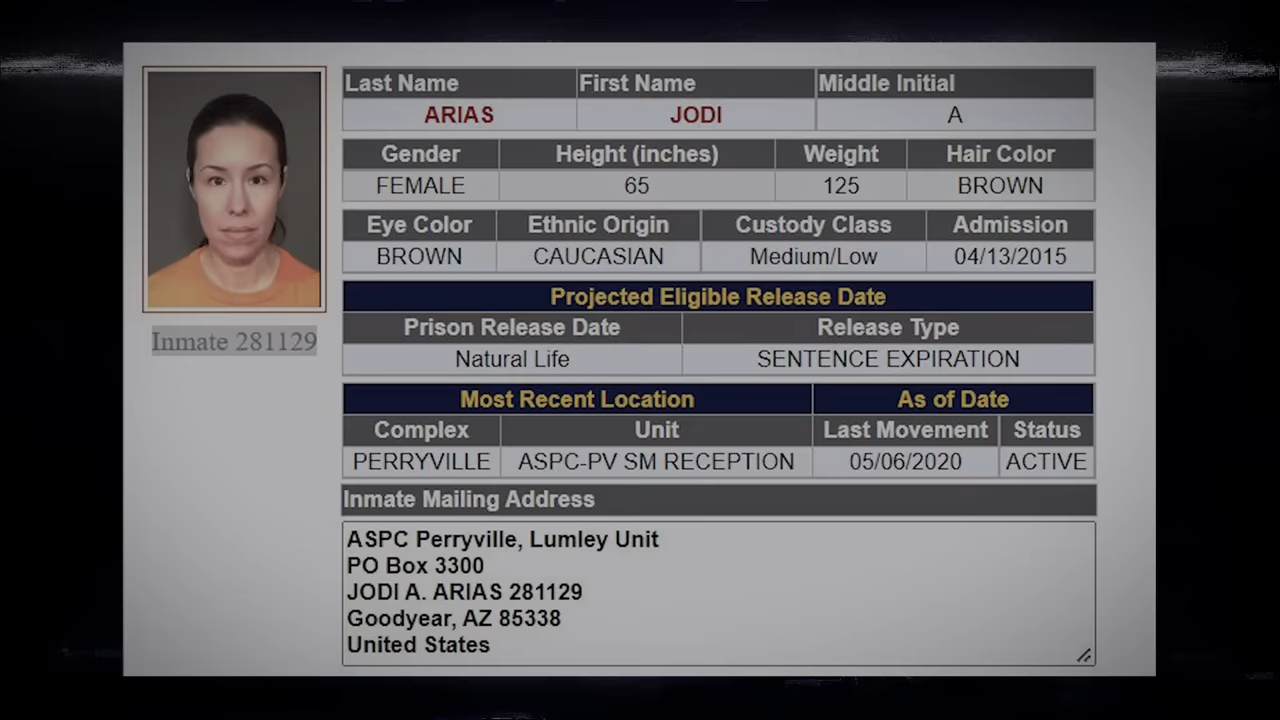 Last Name First Name Middle Initial
ARIAS JODI A
Gender Height (inches) Weight Hair Color
FEMALE 65 125 BROWN
Eye Color Ethnic Origin Custody Class Admission
BROWN CAUCASIAN Medium/Low 04/13/2015
Projected Eligible Release Date
Prison Release Date Release Type
Inmate 281129
Natural Life SENTENCE EXPIRATION
Most Recent Location As of Date
Complex Unit Last Movement Status
PERRYVILLE ASPC-PV SM RECEPTION 05/06/2020 ACTIVE
Inmate Mailing Address
ASPC Perryville, Lumley Unit
PO Box 3300
JODI A. ARIAS 281129
Goodyear, AZ 85338
United States